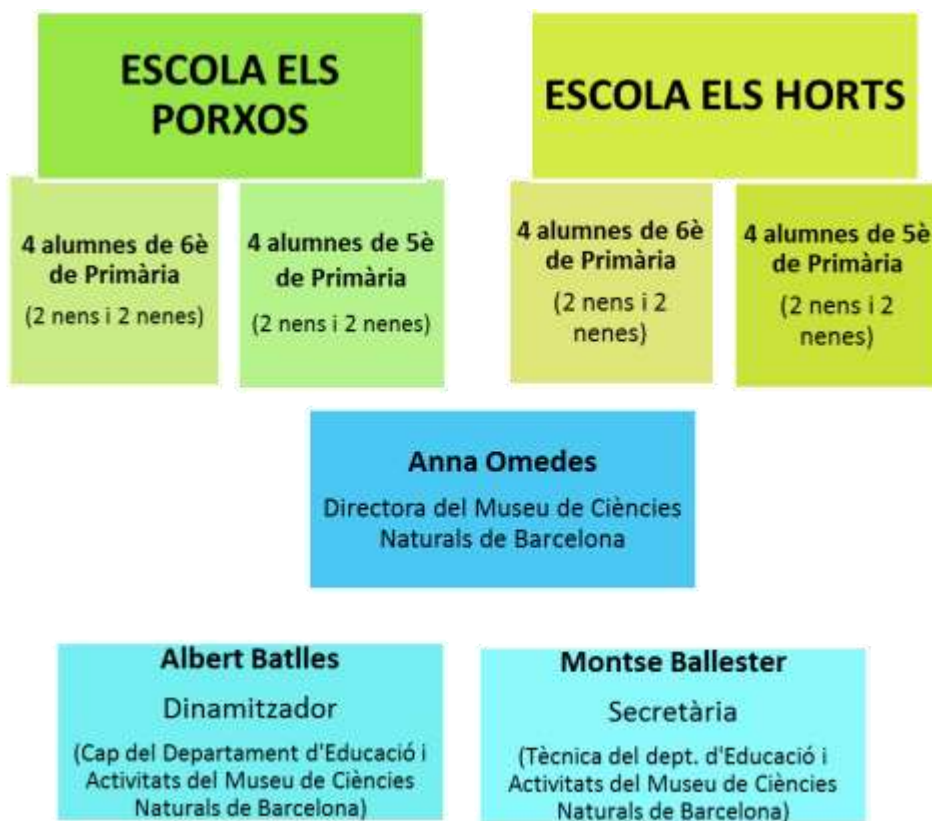 ESCOLA ELS
PORXOS
4 alumnes de 6è
de Primària
(2 nens i 2 nenes)
4 alumnes de 5è
de Primària
(2 nens i 2 nenes)
ESCOLA ELS HORTS
4 alumnes de 6è
de Primària
(2 nens i 2
nenes)
4 alumnes de 5è
de Primària
(2 nens i 2
nenes)
Anna Omedes
Directora del Museu de Ciències
Naturals de Barcelona
Albert Batlles
Dinamitzador
(Cap del Departament d'Educació i
Activitats del Museu de Ciències
Naturals de Barcelona)
Montse Ballester
Secretària
(Tècnica del dept. d'Educació i
Activitats del Museu de Ciències
Naturals de Barcelona)